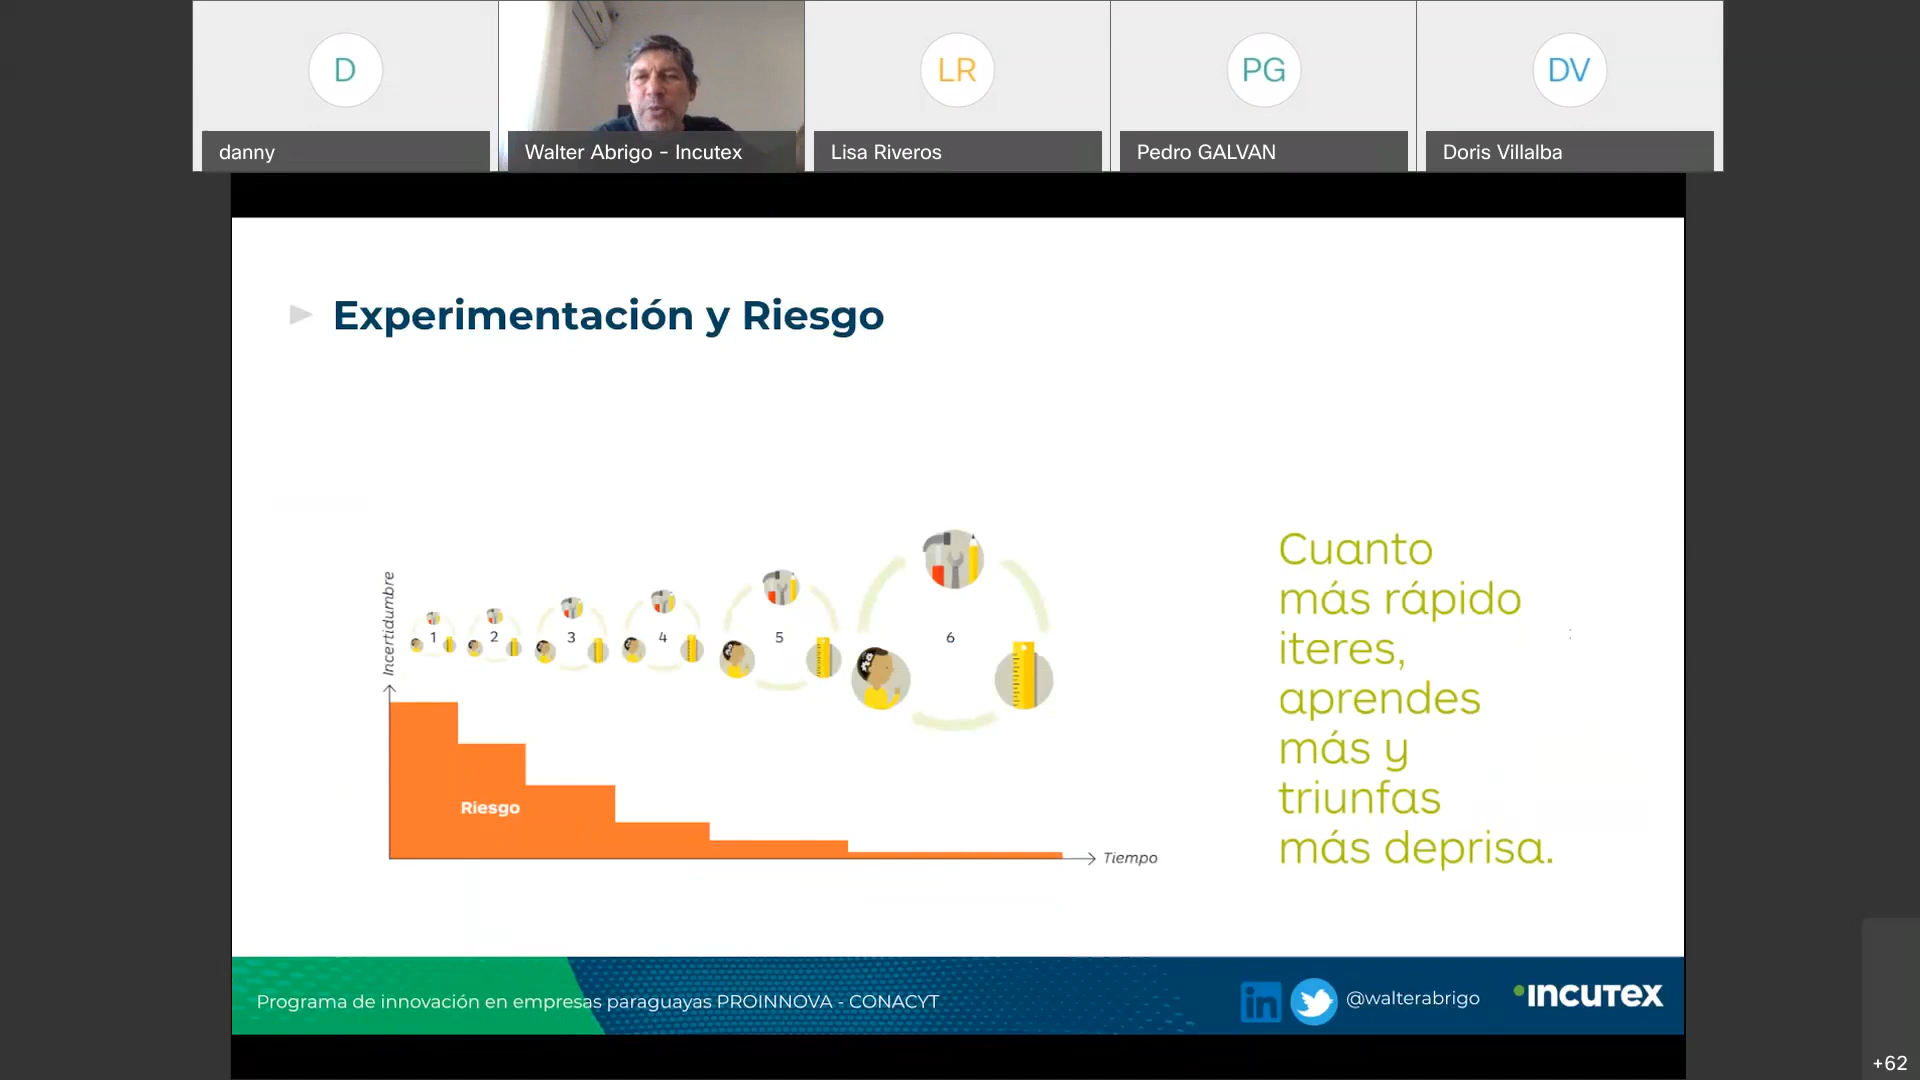 D
LR
PG
DV
danny
Walter Abrigo - Incutex
Lisa Riveros
Pedro GALVAN
Doris Villalba
Experimentación y Riesgo
Incertidumbre
1
2
3
4
5
6
Riesgo
Tiempo
Cuanto
más rápido
iteres,
aprendes
más y
triunfas
más deprisa.
Programa de innovación en empresas paraguayas PROINNOVA - CONACYT
in
@walterabrigo
INCUTEX
+62